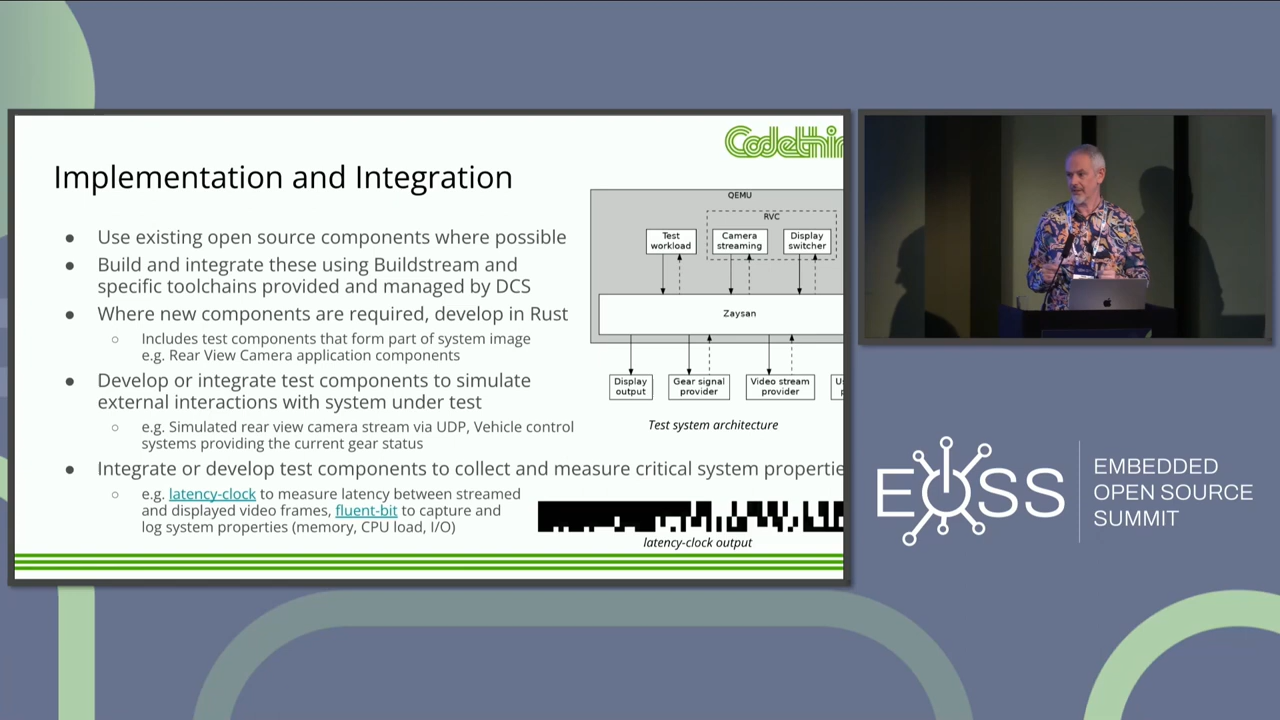 Codethin
Implementation and Integration
● Use existing open source components where possible
● Build and integrate these using Buildstream and
specific toolchains provided and managed by DCS
● Where new components are required, develop in Rust
○ Includes test components that form part of system image
e.g. Rear View Camera application components
● Develop or integrate test components to simulate
external interactions with system under test
○ e.g. Simulated rear view camera stream via UDP, Vehicle control
systems providing the current gear status
● Integrate or develop test components to collect and measure critical system propertie
○ e.g. latency-clock to measure latency between streamed
and displayed video frames, fluent-bit to capture and
log system properties (memory, CPU load, I/O)
QEMU
RVC
Test
workload
Camera
streaming
Display
switcher
Zaysan
Display
output
Gear signal
provider
Video stream
provider
Test system architecture
latency-clock output
EOSS
EMBEDDED
OPEN SOURCE
SUMMIT